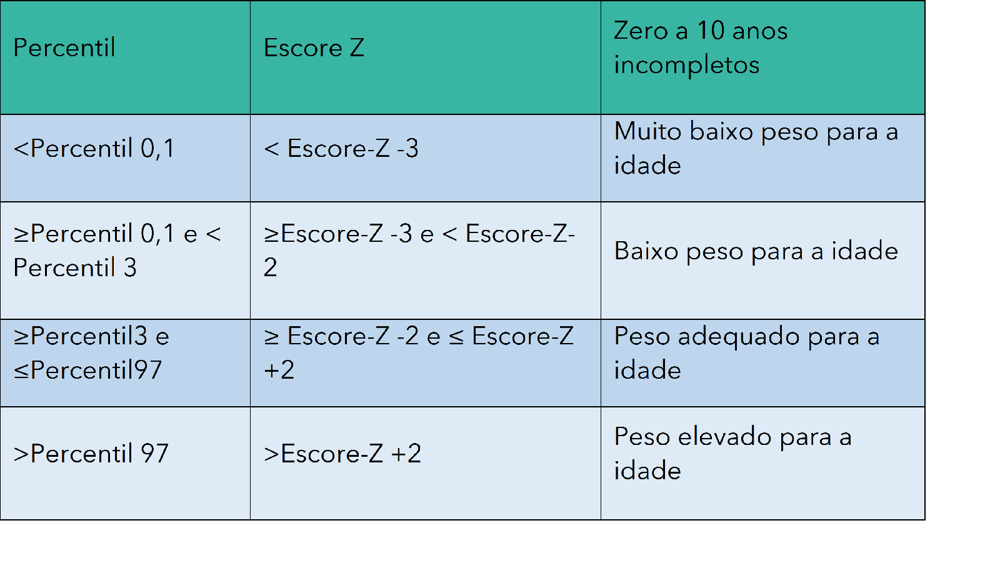 Percentil
Escore Z
Zero a 10 anos
incompletos
<Percentil 0,1
< Escore-Z -3
Muito baixo peso para a
idade
≥Percentil 0,1 e <
Percentil 3
≥Escore-Z -3 e < Escore-Z-
2
Baixo peso para a idade
≥Percentil3 e
≤Percentil97
≥ Escore-Z -2 e ≤ Escore-Z
+2
Peso adequado para a
idade
>Percentil 97
>Escore-Z +2
Peso elevado para a
idade